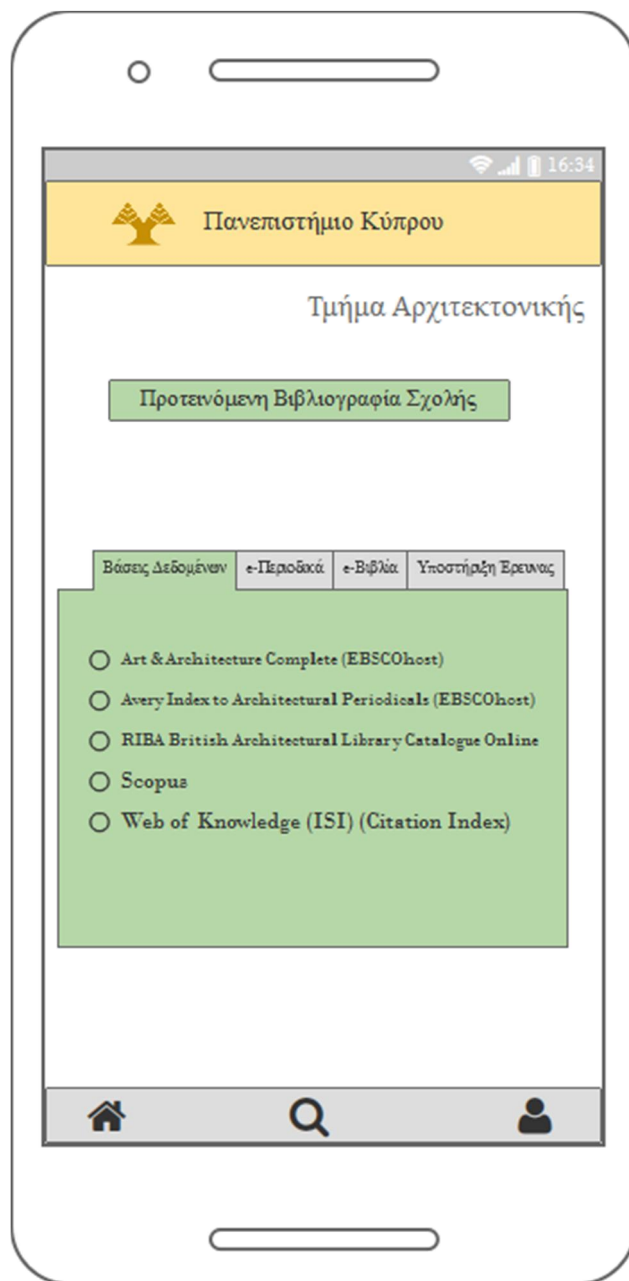 16:34
Πανεπιστήμιο Κύπρου
Τμήμα Αρχιτεκτονικής
Προτεινόμενη Βιβλιογραφία Σχολής
Βάσεις Δεδομένων e-Περιοδικά e-Βιβλία Υποστήριξη Έρευνας
Art & Architecture Complete (EBSCOhost)
Avery Index to Architectural Periodicals (EBSCOhost)
RIBA British Architectural Library Catalogue Online
Scopus
Web of Knowledge (ISI) (Citation Index)